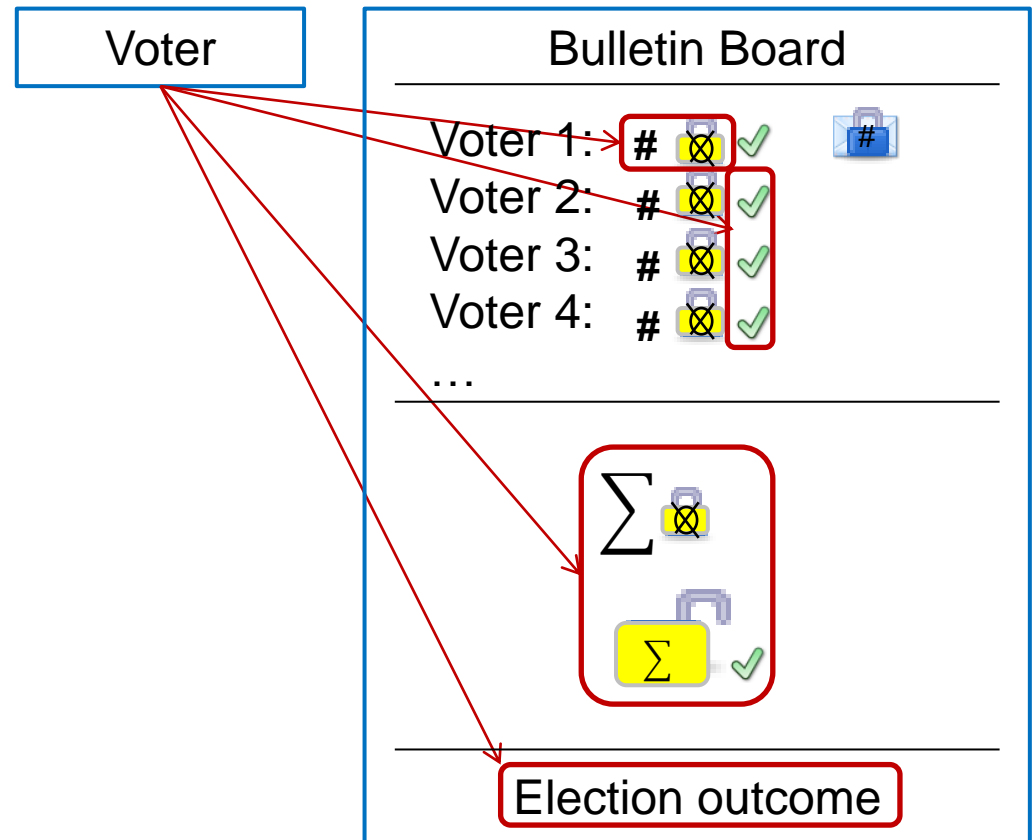 Voter
Bulletin Board
Voter 1: # #
Voter 2: #
Voter 3: #
Voter 4: #
…
∑
∑
Election outcome